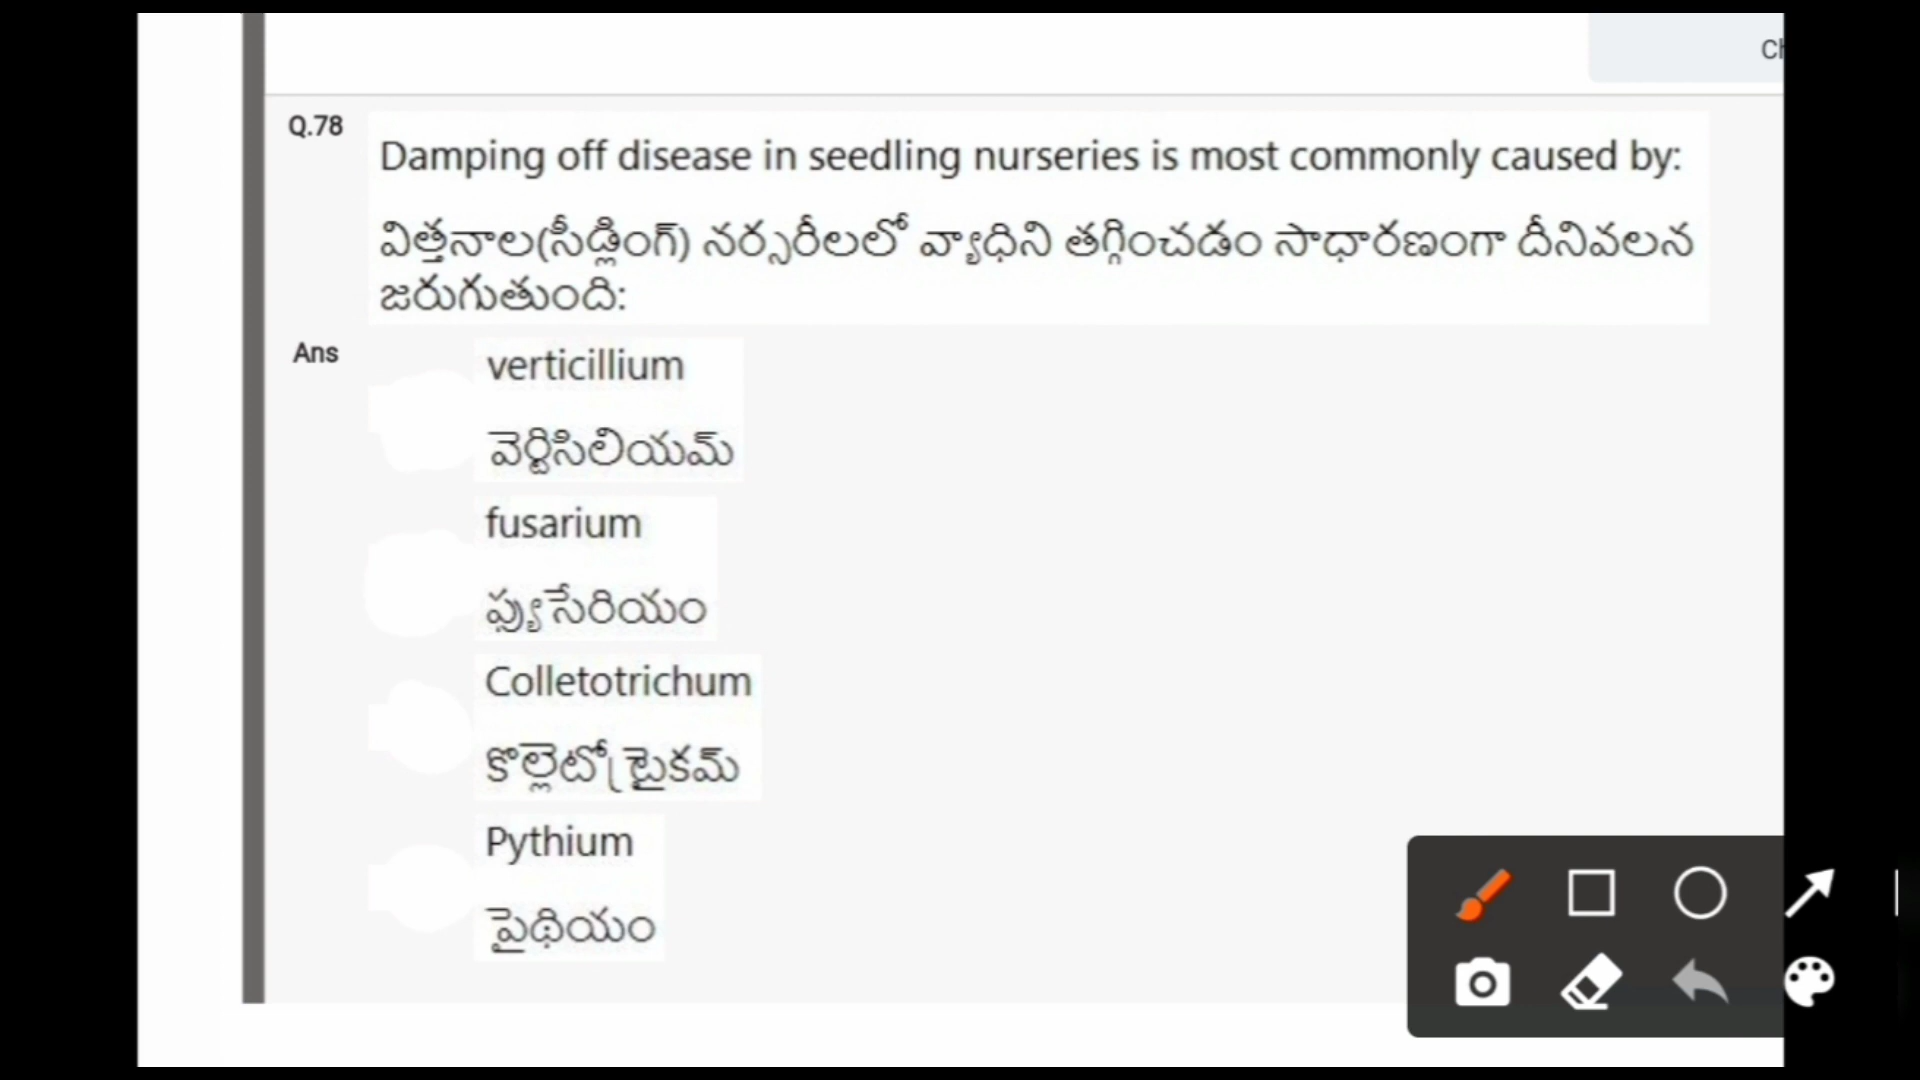 Ch
Q.78
Damping off disease in seedling nurseries is most commonly caused by:
విత్తనాల(సీడ్లింగ్) నర్సరీలలో వ్యాధిని తగ్గించడం సాధారణంగా దీనివలన
జరుగుతుంది:
Ans
verticillium
వెర్టిసిలియమ్
fusarium
ఫ్యుసేరియం
Colletotrichum
కొల్లెటోట్రైకమ్
Pythium
పైథియం